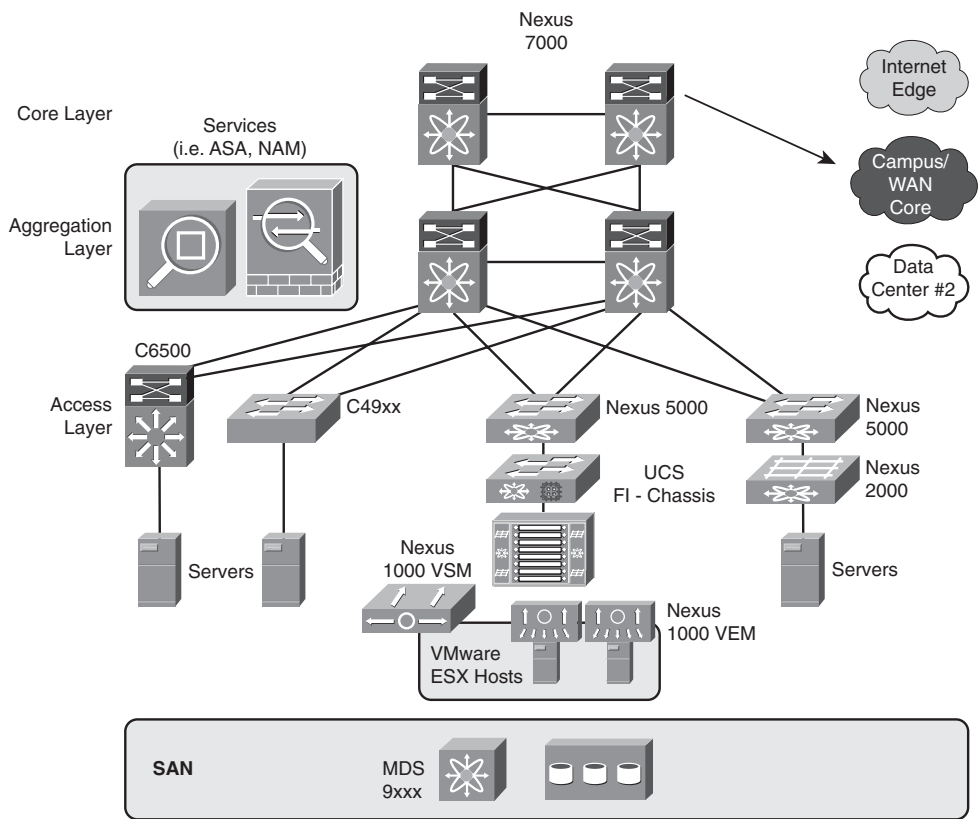 Nexus
7000
Internet
Edge
Core Layer
Services
(i.e. ASA, NAM)
Campus/
WAN
Core
Aggregation
Layer
Data
Center #2
C6500
Access
Layer
C49xx
Nexus 5000
Nexus
5000
UCS
FI - Chassis
Nexus
2000
Servers
Nexus
1000 VSM
Servers
Nexus
1000 VEM
VMware
ESX Hosts
SAN
MDS
9xxx